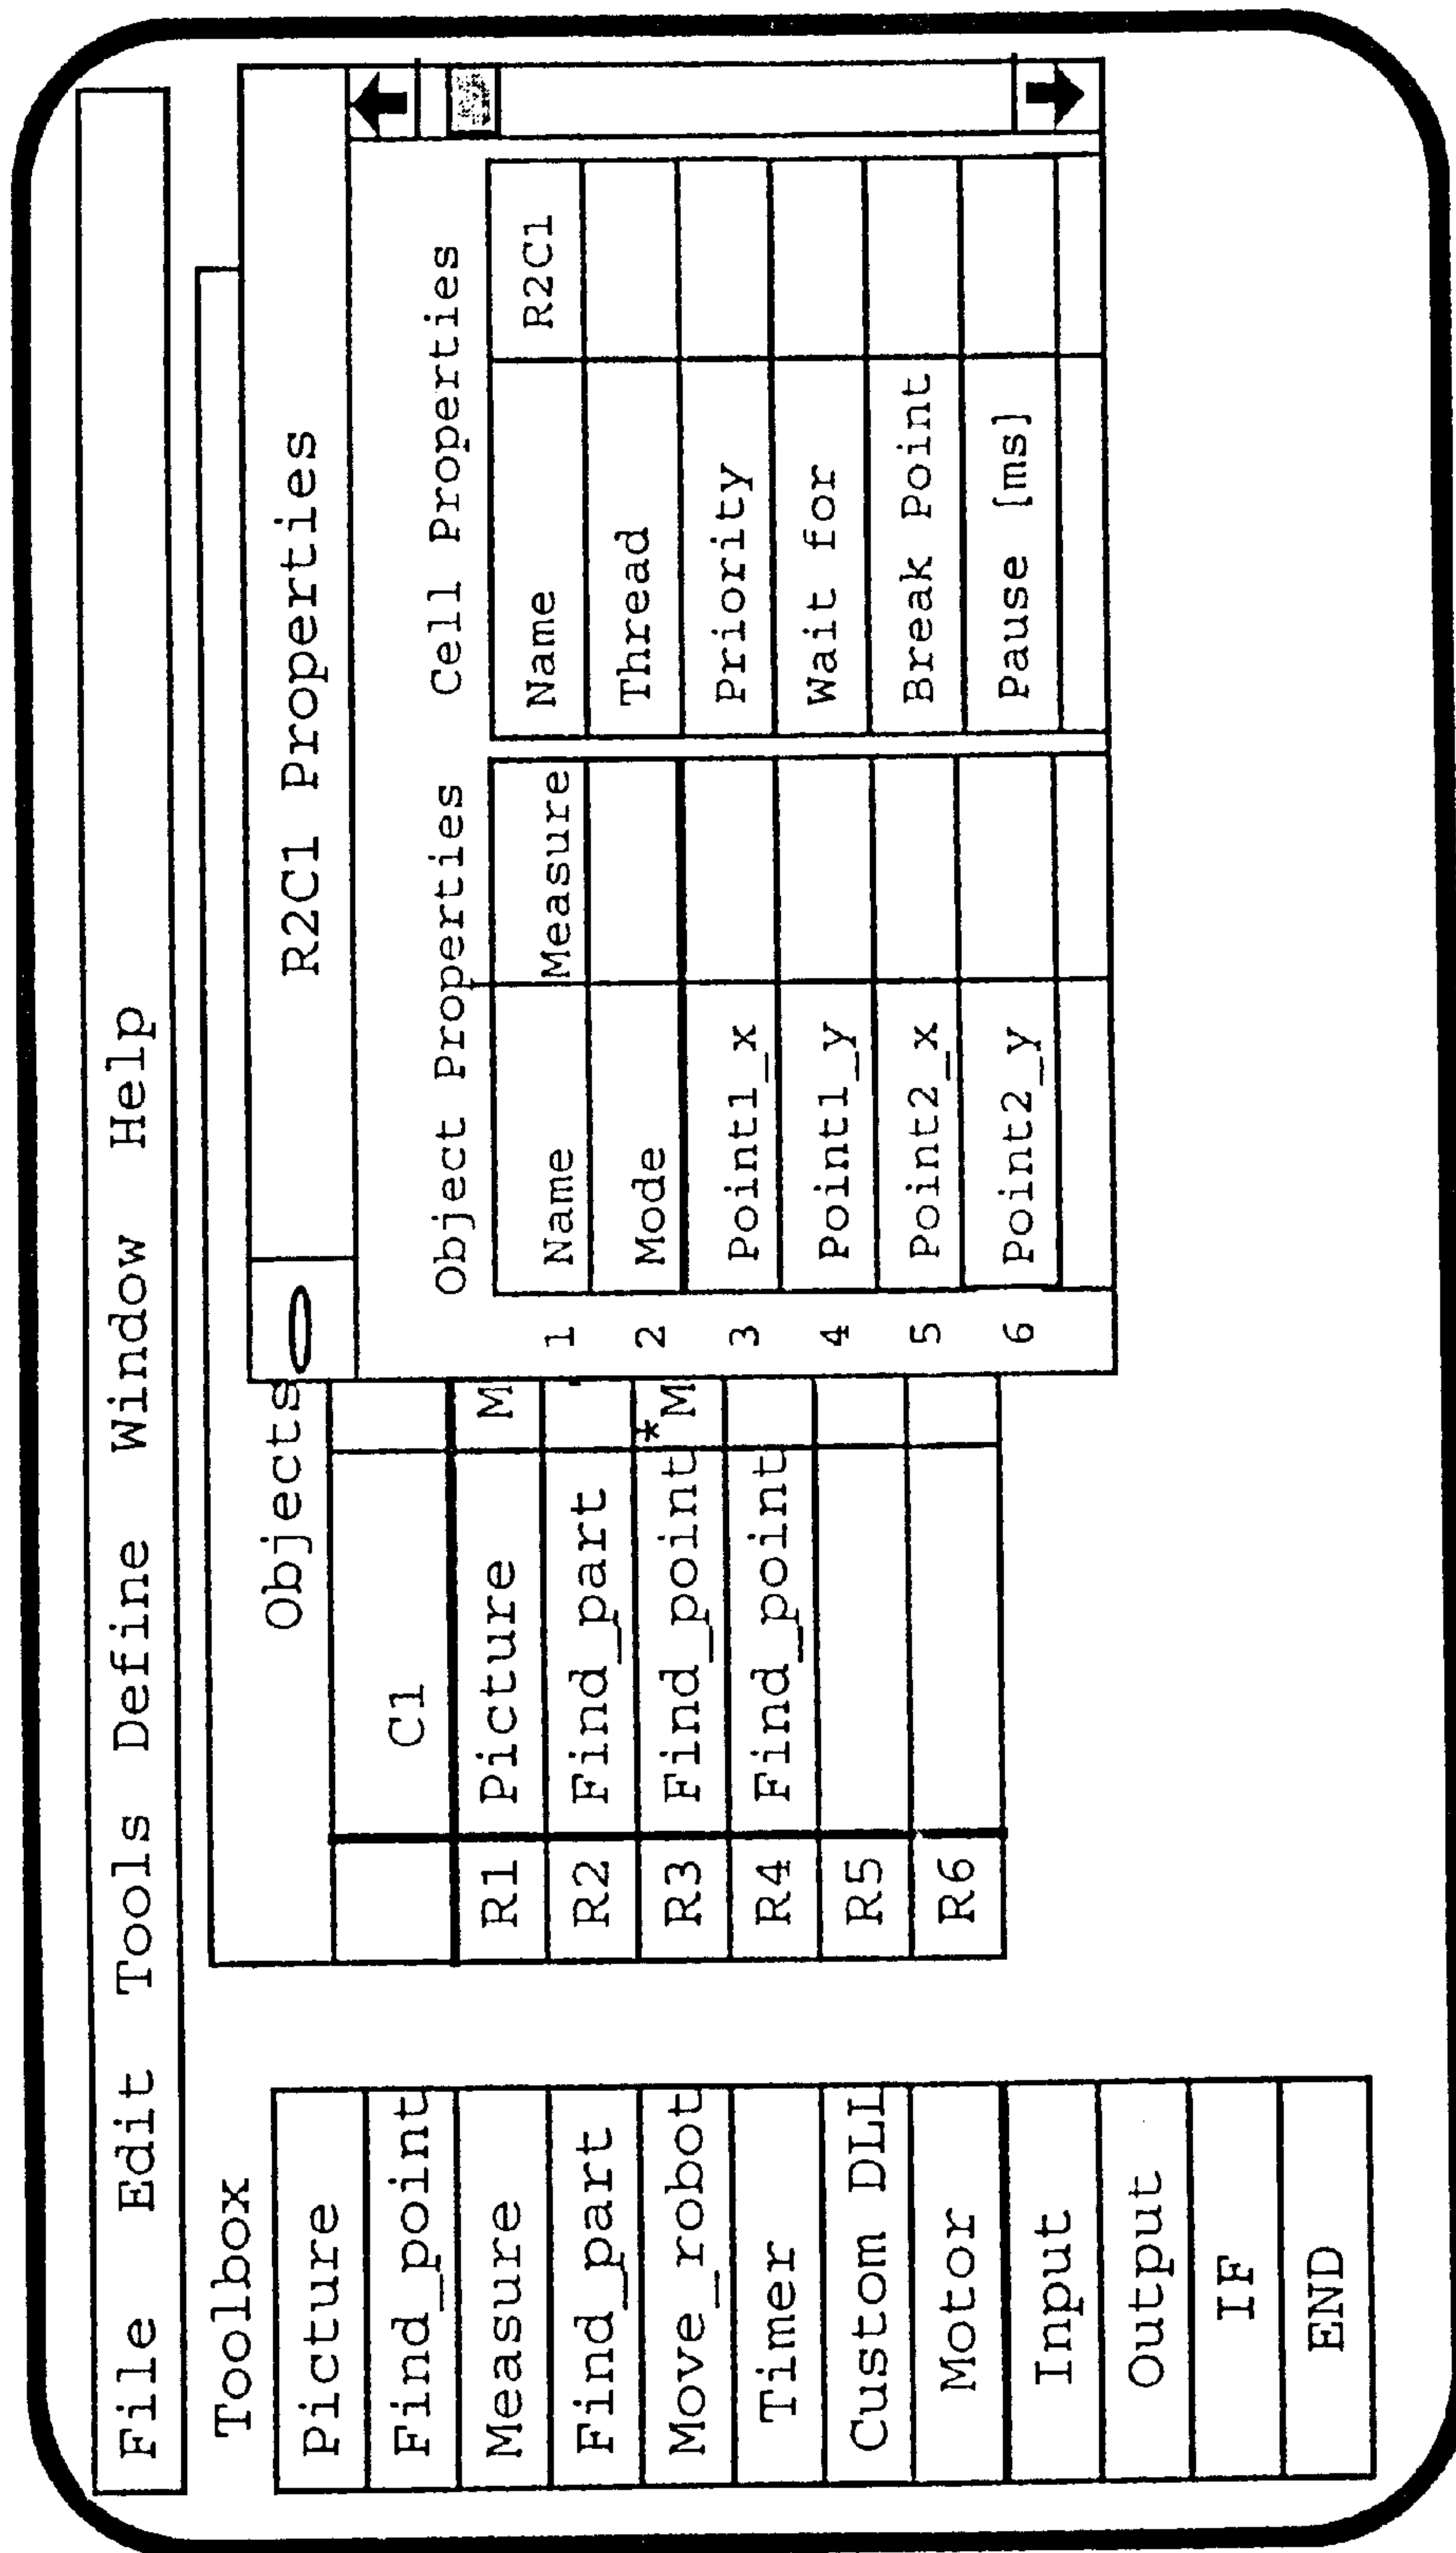 File Edit Tools Define Window Help
Toolbox
Picture
Find_point
Measure
Find_part
Move_robot
Timer
Custom DLL
Motor
Input
Output
IF
END
Objects
C1
R1 Picture M
R2 Find_part
R3 Find_point *M
R4 Find_point
R5
R6
R2C1 Properties
Object Properties Cell Properties
1 Name Measure Name R2C1
2 Mode Thread
3 Point1_x Priority
4 Point1_y Wait for
5 Point2_x Break Point
6 Point2_y Pause [ms]